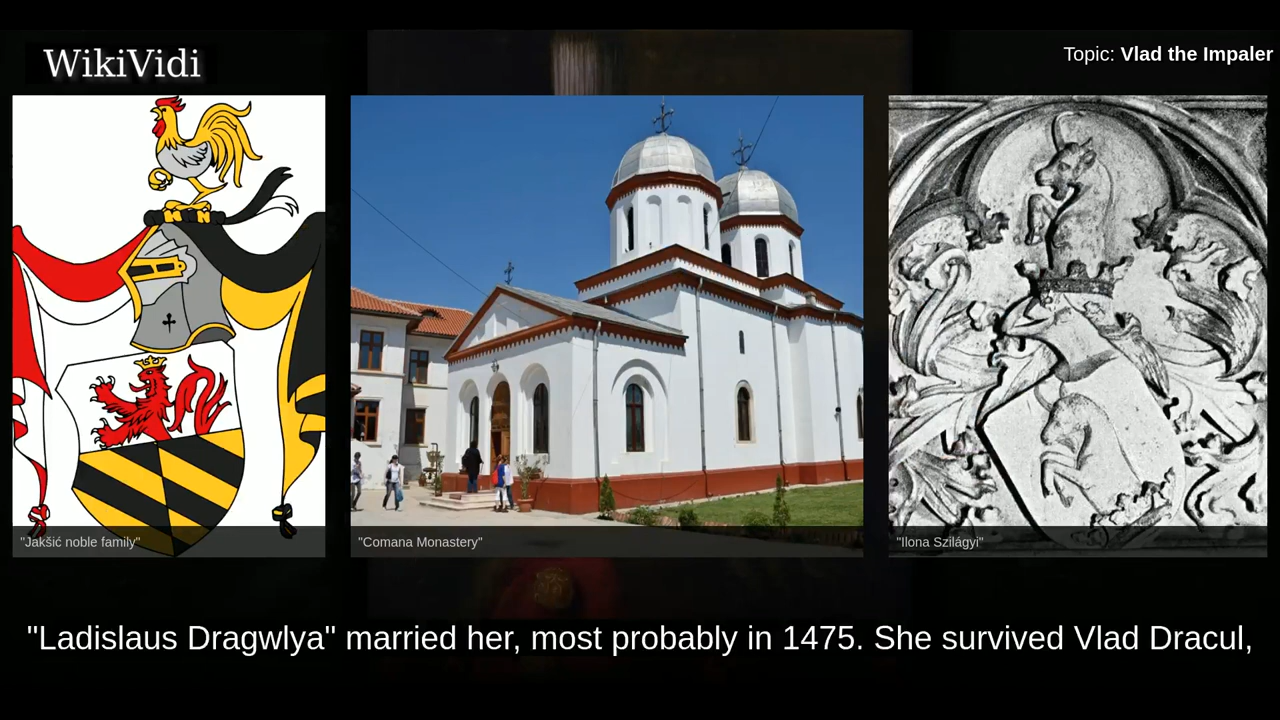 WikiVidi
Topic: Vlad the Impaler
"Jakšić noble family"
"Comana Monastery"
"Ilona Szilágyi"
"Ladislaus Dragwlya" married her, most probably in 1475. She survived Vlad Dracul,